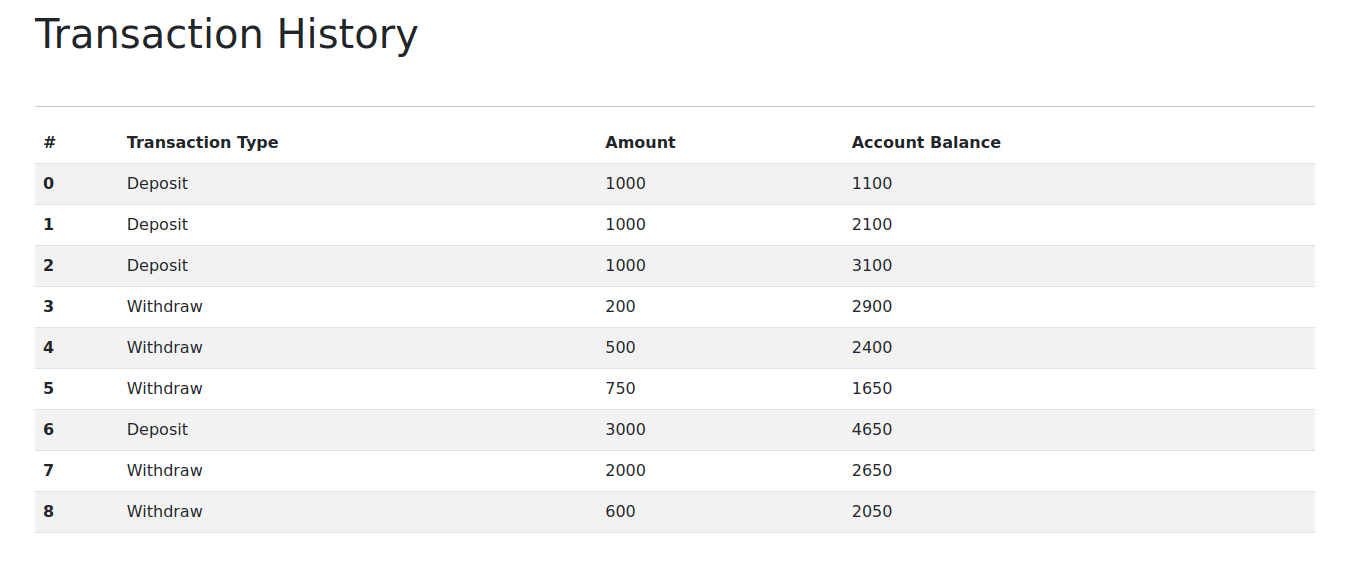 Transaction History
# Transaction Type Amount Account Balance
0 Deposit 1000 1100
1 Deposit 1000 2100
2 Deposit 1000 3100
3 Withdraw 200 2900
4 Withdraw 500 2400
5 Withdraw 750 1650
6 Deposit 3000 4650
7 Withdraw 2000 2650
8 Withdraw 600 2050